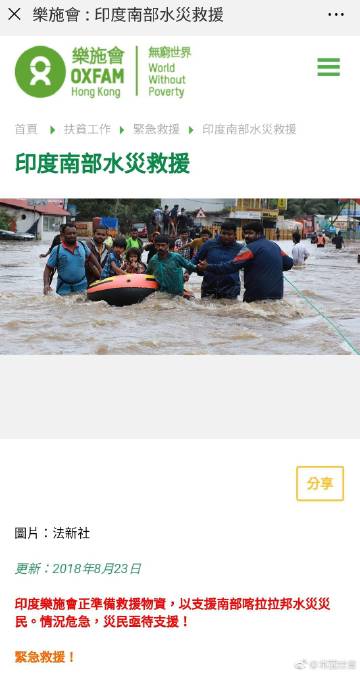 樂施會 : 印度南部水災救援
樂施會
OXFAM
Hong Kong
無窮世界
World
Without
Poverty
首頁 扶貧工作 緊急救援 印度南部水災救援
印度南部水災救援
分享
圖片：法新社
更新：2018年8月23日
印度樂施會正準備救援物資，以支援南部喀拉拉邦水災災
民。情況危急，災民亟待支援！
緊急救援！